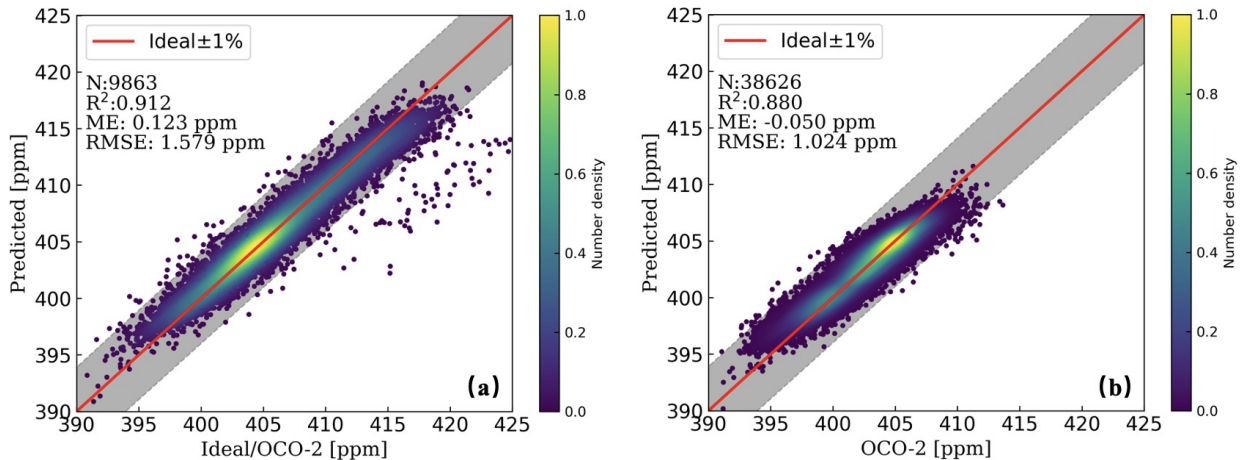 Ideal±1%
N:9863
R²:0.912
ME: 0.123 ppm
RMSE: 1.579 ppm
(a)
425
420
415
410
405
400
395
390
Predicted [ppm]
390 395 400 405 410 415 420 425
Ideal/OCO-2 [ppm]
1.0
0.8
0.6
0.4
0.2
0.0
Number density
Ideal±1%
N:38626
R²:0.880
ME: -0.050 ppm
RMSE: 1.024 ppm
(b)
425
420
415
410
405
400
395
390
Predicted [ppm]
390 395 400 405 410 415 420 425
OCO-2 [ppm]
1.0
0.8
0.6
0.4
0.2
0.0
Number density